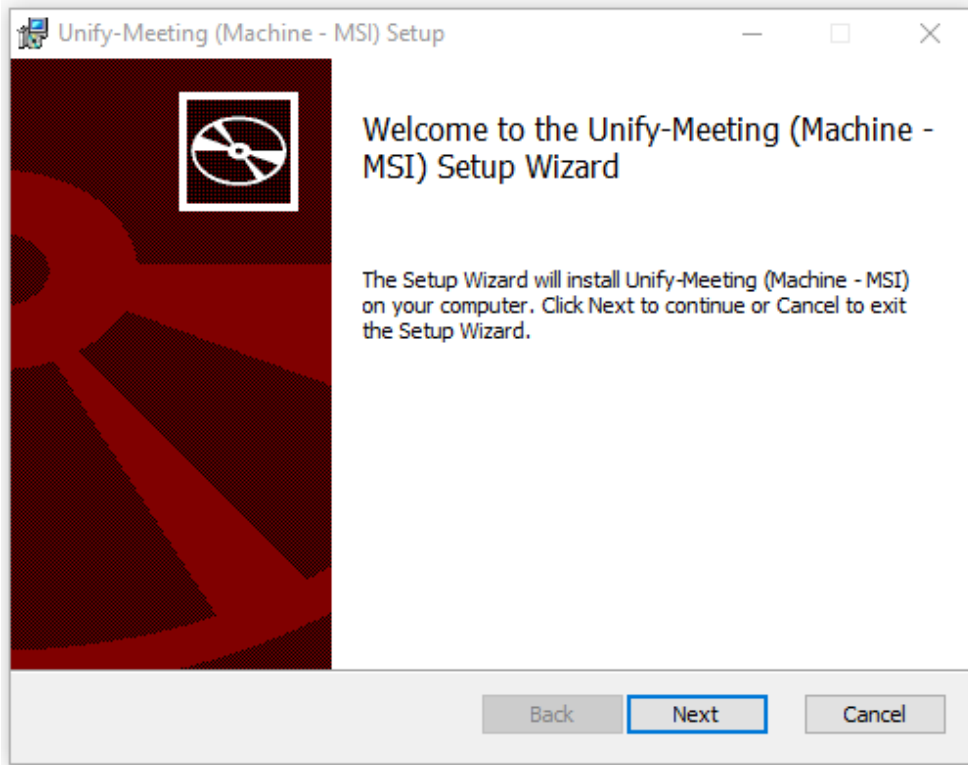 Unify-Meeting (Machine - MSI) Setup
Welcome to the Unify-Meeting (Machine -
MSI) Setup Wizard
The Setup Wizard will install Unify-Meeting (Machine - MSI)
on your computer. Click Next to continue or Cancel to exit
the Setup Wizard.
Back Next Cancel